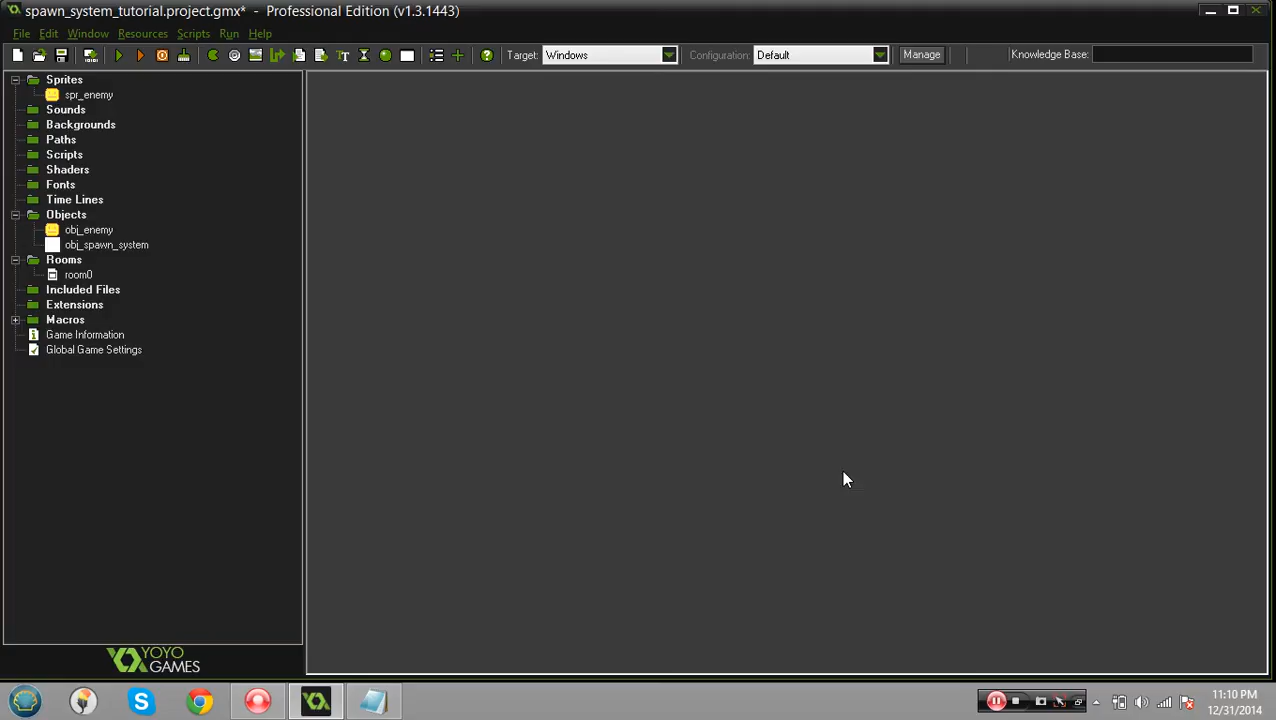 spawn_system_tutorial.project.gmx* - Professional Edition (v1.3.1443)
File Edit Window Resources Scripts Run Help
Target: Windows Configuration: Default Manage Knowledge Base:
Sprites
spr_enemy
Sounds
Backgrounds
Paths
Scripts
Shaders
Fonts
Time Lines
Objects
obj_enemy
obj_spawn_system
Rooms
room0
Included Files
Extensions
Macros
Game Information
Global Game Settings
YOYO
GAMES
11:10 PM
12/31/2014